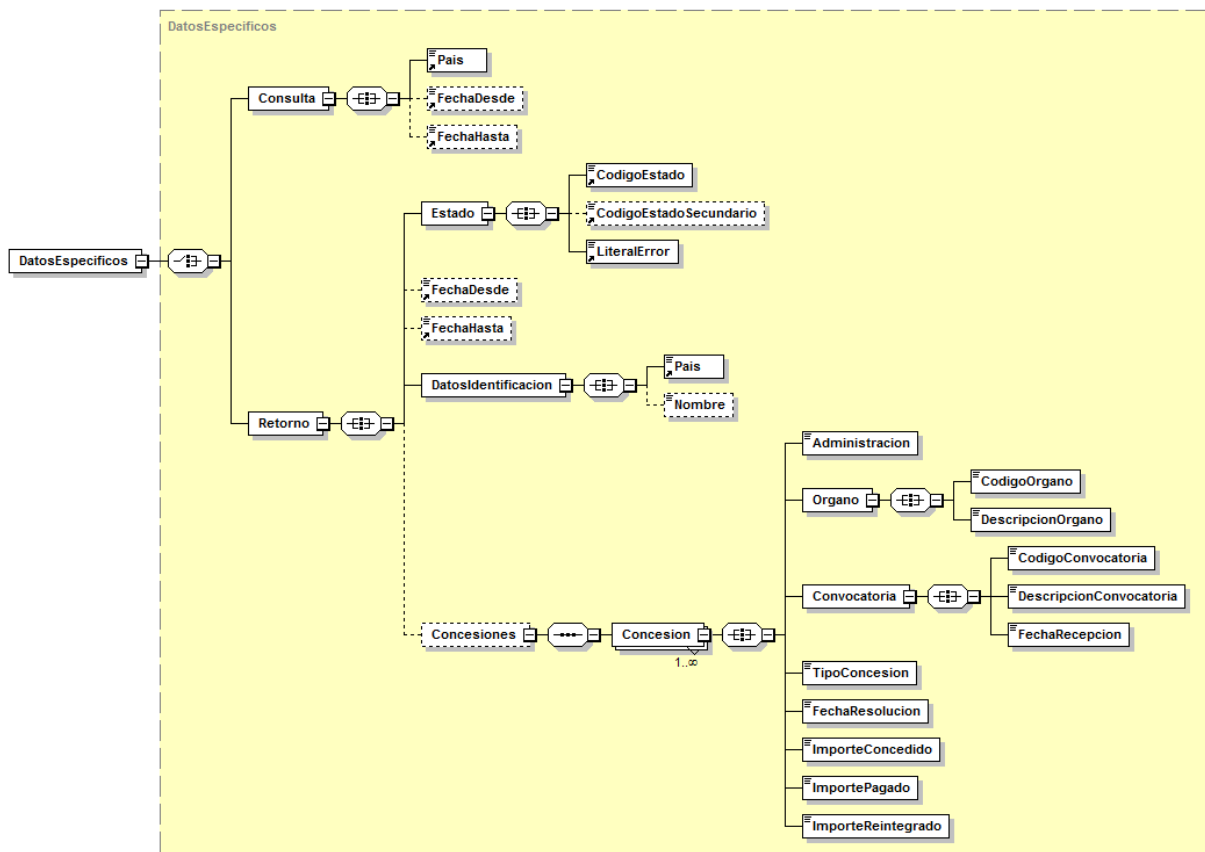 DatosEspecificos
Pais
Consulta
FechaDesde
FechaHasta
CodigoEstado
Estado
CodigoEstadoSecundario
LiteralError
DatosEspecificos
FechaDesde
FechaHasta
Pais
DatosIdentificacion
Nombre
Retorno
Administracion
CodigoOrgano
Organo
DescripcionOrgano
CodigoConvocatoria
Convocatoria
DescripcionConvocatoria
FechaRecepcion
Concesiones
Concesion
1..∞
TipoConcesion
FechaResolucion
ImporteConcedido
ImportePagado
ImporteReintegrado